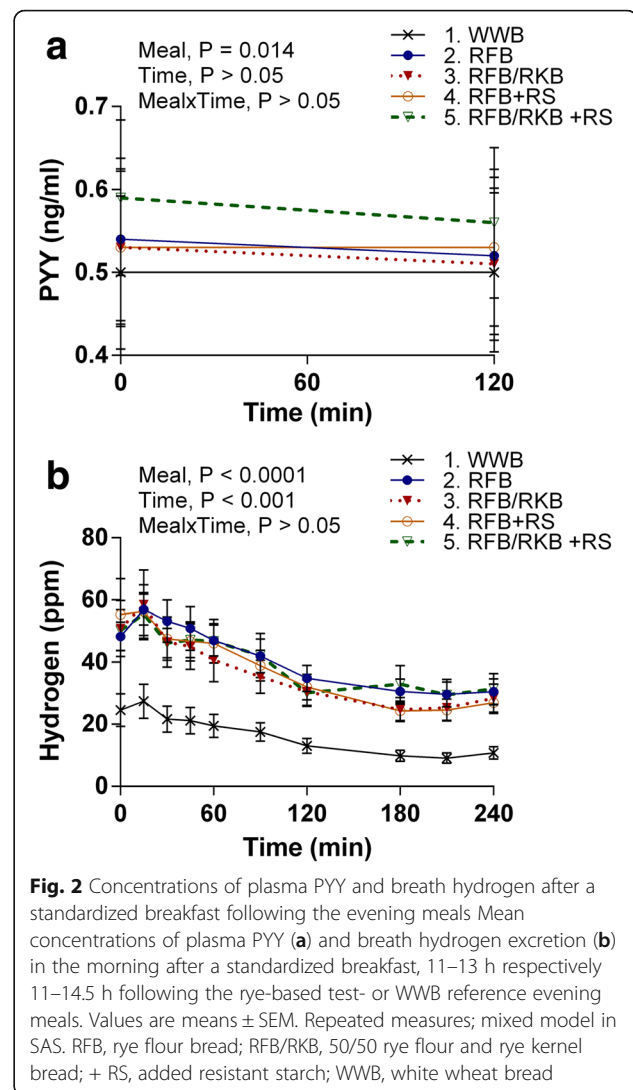 a
Meal, P = 0.014
Time, P > 0.05
MealxTime, P > 0.05
1. WWB
2. RFB
3. RFB/RKB
4. RFB+RS
5. RFB/RKB +RS
PYY (ng/ml)
0.7
0.6
0.5
0.4
0
60
120
Time (min)
b
Meal, P < 0.0001
Time, P < 0.001
MealxTime, P > 0.05
1. WWB
2. RFB
3. RFB/RKB
4. RFB+RS
5. RFB/RKB +RS
Hydrogen (ppm)
80
60
40
20
0
0
60
120
180
240
Time (min)
Fig. 2 Concentrations of plasma PYY and breath hydrogen after a
standardized breakfast following the evening meals Mean
concentrations of plasma PYY (a) and breath hydrogen excretion (b)
in the morning after a standardized breakfast, 11–13 h respectively
11–14.5 h following the rye-based test- or WWB reference evening
meals. Values are means ± SEM. Repeated measures; mixed model in
SAS. RFB, rye flour bread; RFB/RKB, 50/50 rye flour and rye kernel
bread; + RS, added resistant starch; WWB, white wheat bread